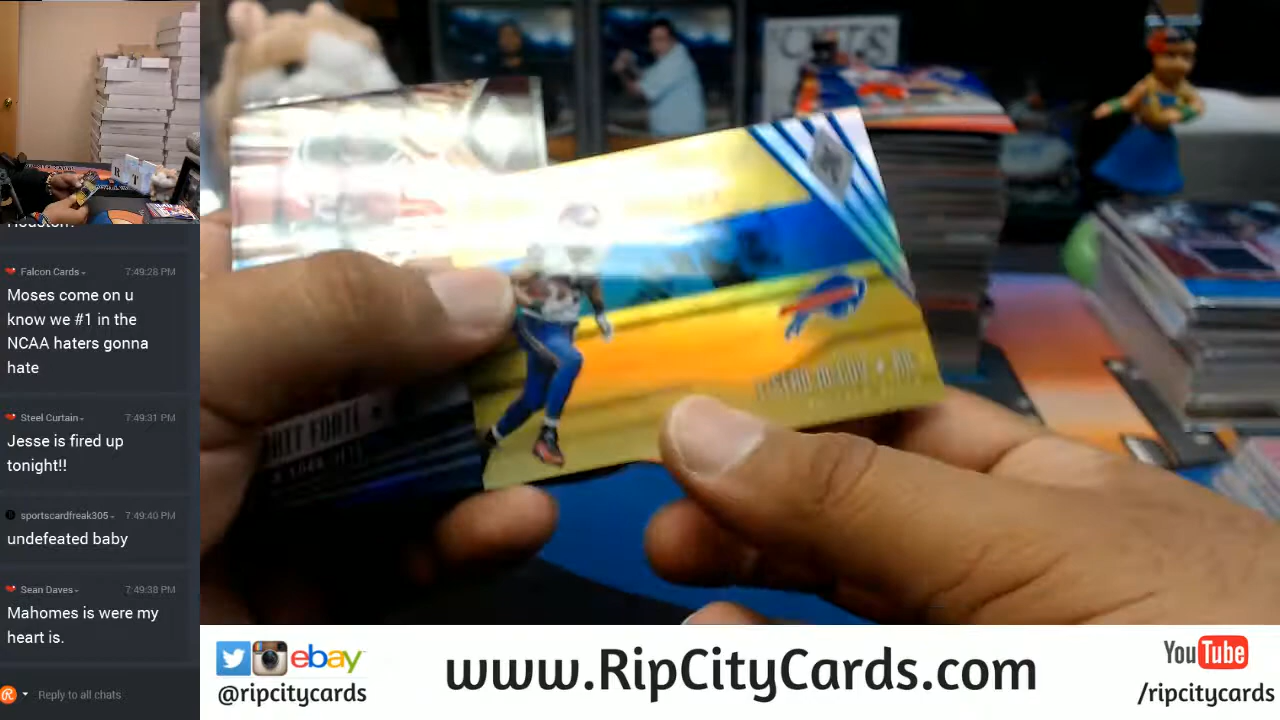 Falcon Cards 7:49:28 PM
Moses come on u
know we #1 in the
NCAA haters gonna
hate
Steel Curtain 7:49:31 PM
Jesse is fired up
tonight!!
sportscardfreak305 7:49:40 PM
undefeated baby
Sean Daves 7:49:38 PM
Mahomes is were my
heart is.
Reply to all chats
MATT FORTE
ebay
@ripcitycards
www.RipCityCards.com
YouTube
/ripcitycards